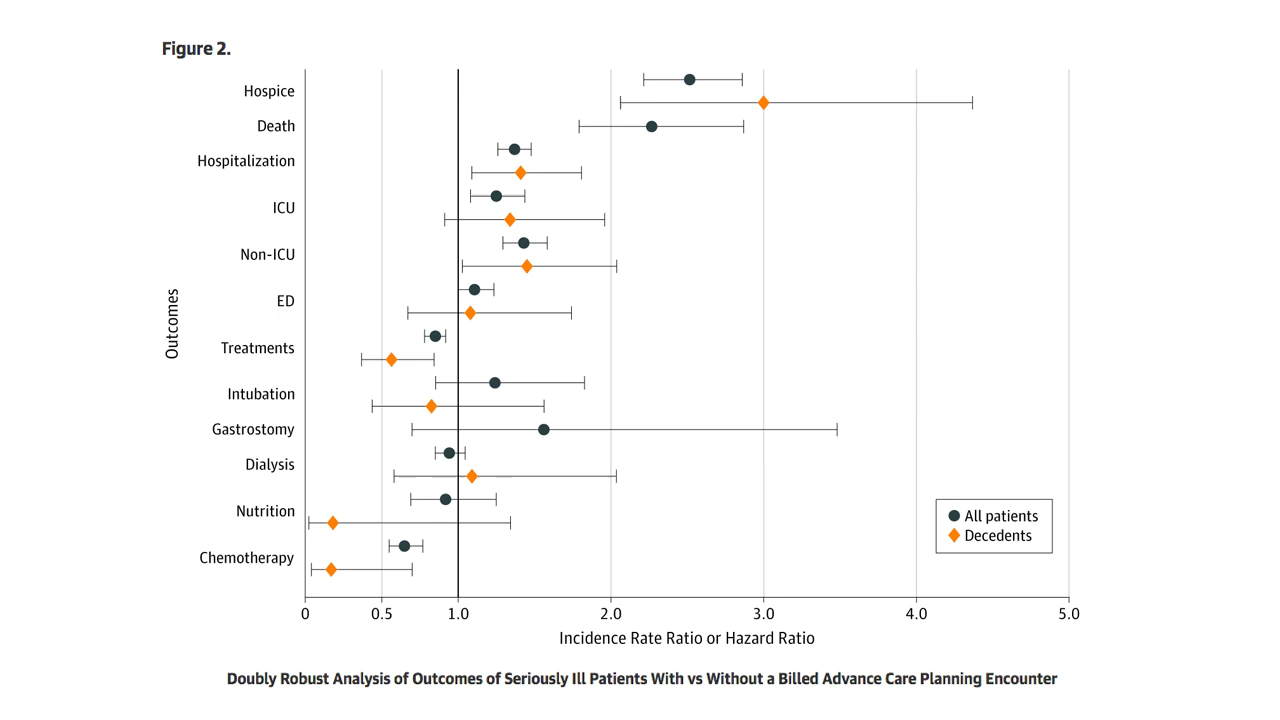 Figure 2.
Hospice
Death
Hospitalization
ICU
Non-ICU
ED
Treatments
Intubation
Gastrostomy
Dialysis
Nutrition
Chemotherapy
Outcomes
All patients
Decedents
0 0.5 1.0 2.0 3.0 4.0 5.0
Incidence Rate Ratio or Hazard Ratio
Doubly Robust Analysis of Outcomes of Seriously Ill Patients With vs Without a Billed Advance Care Planning Encounter